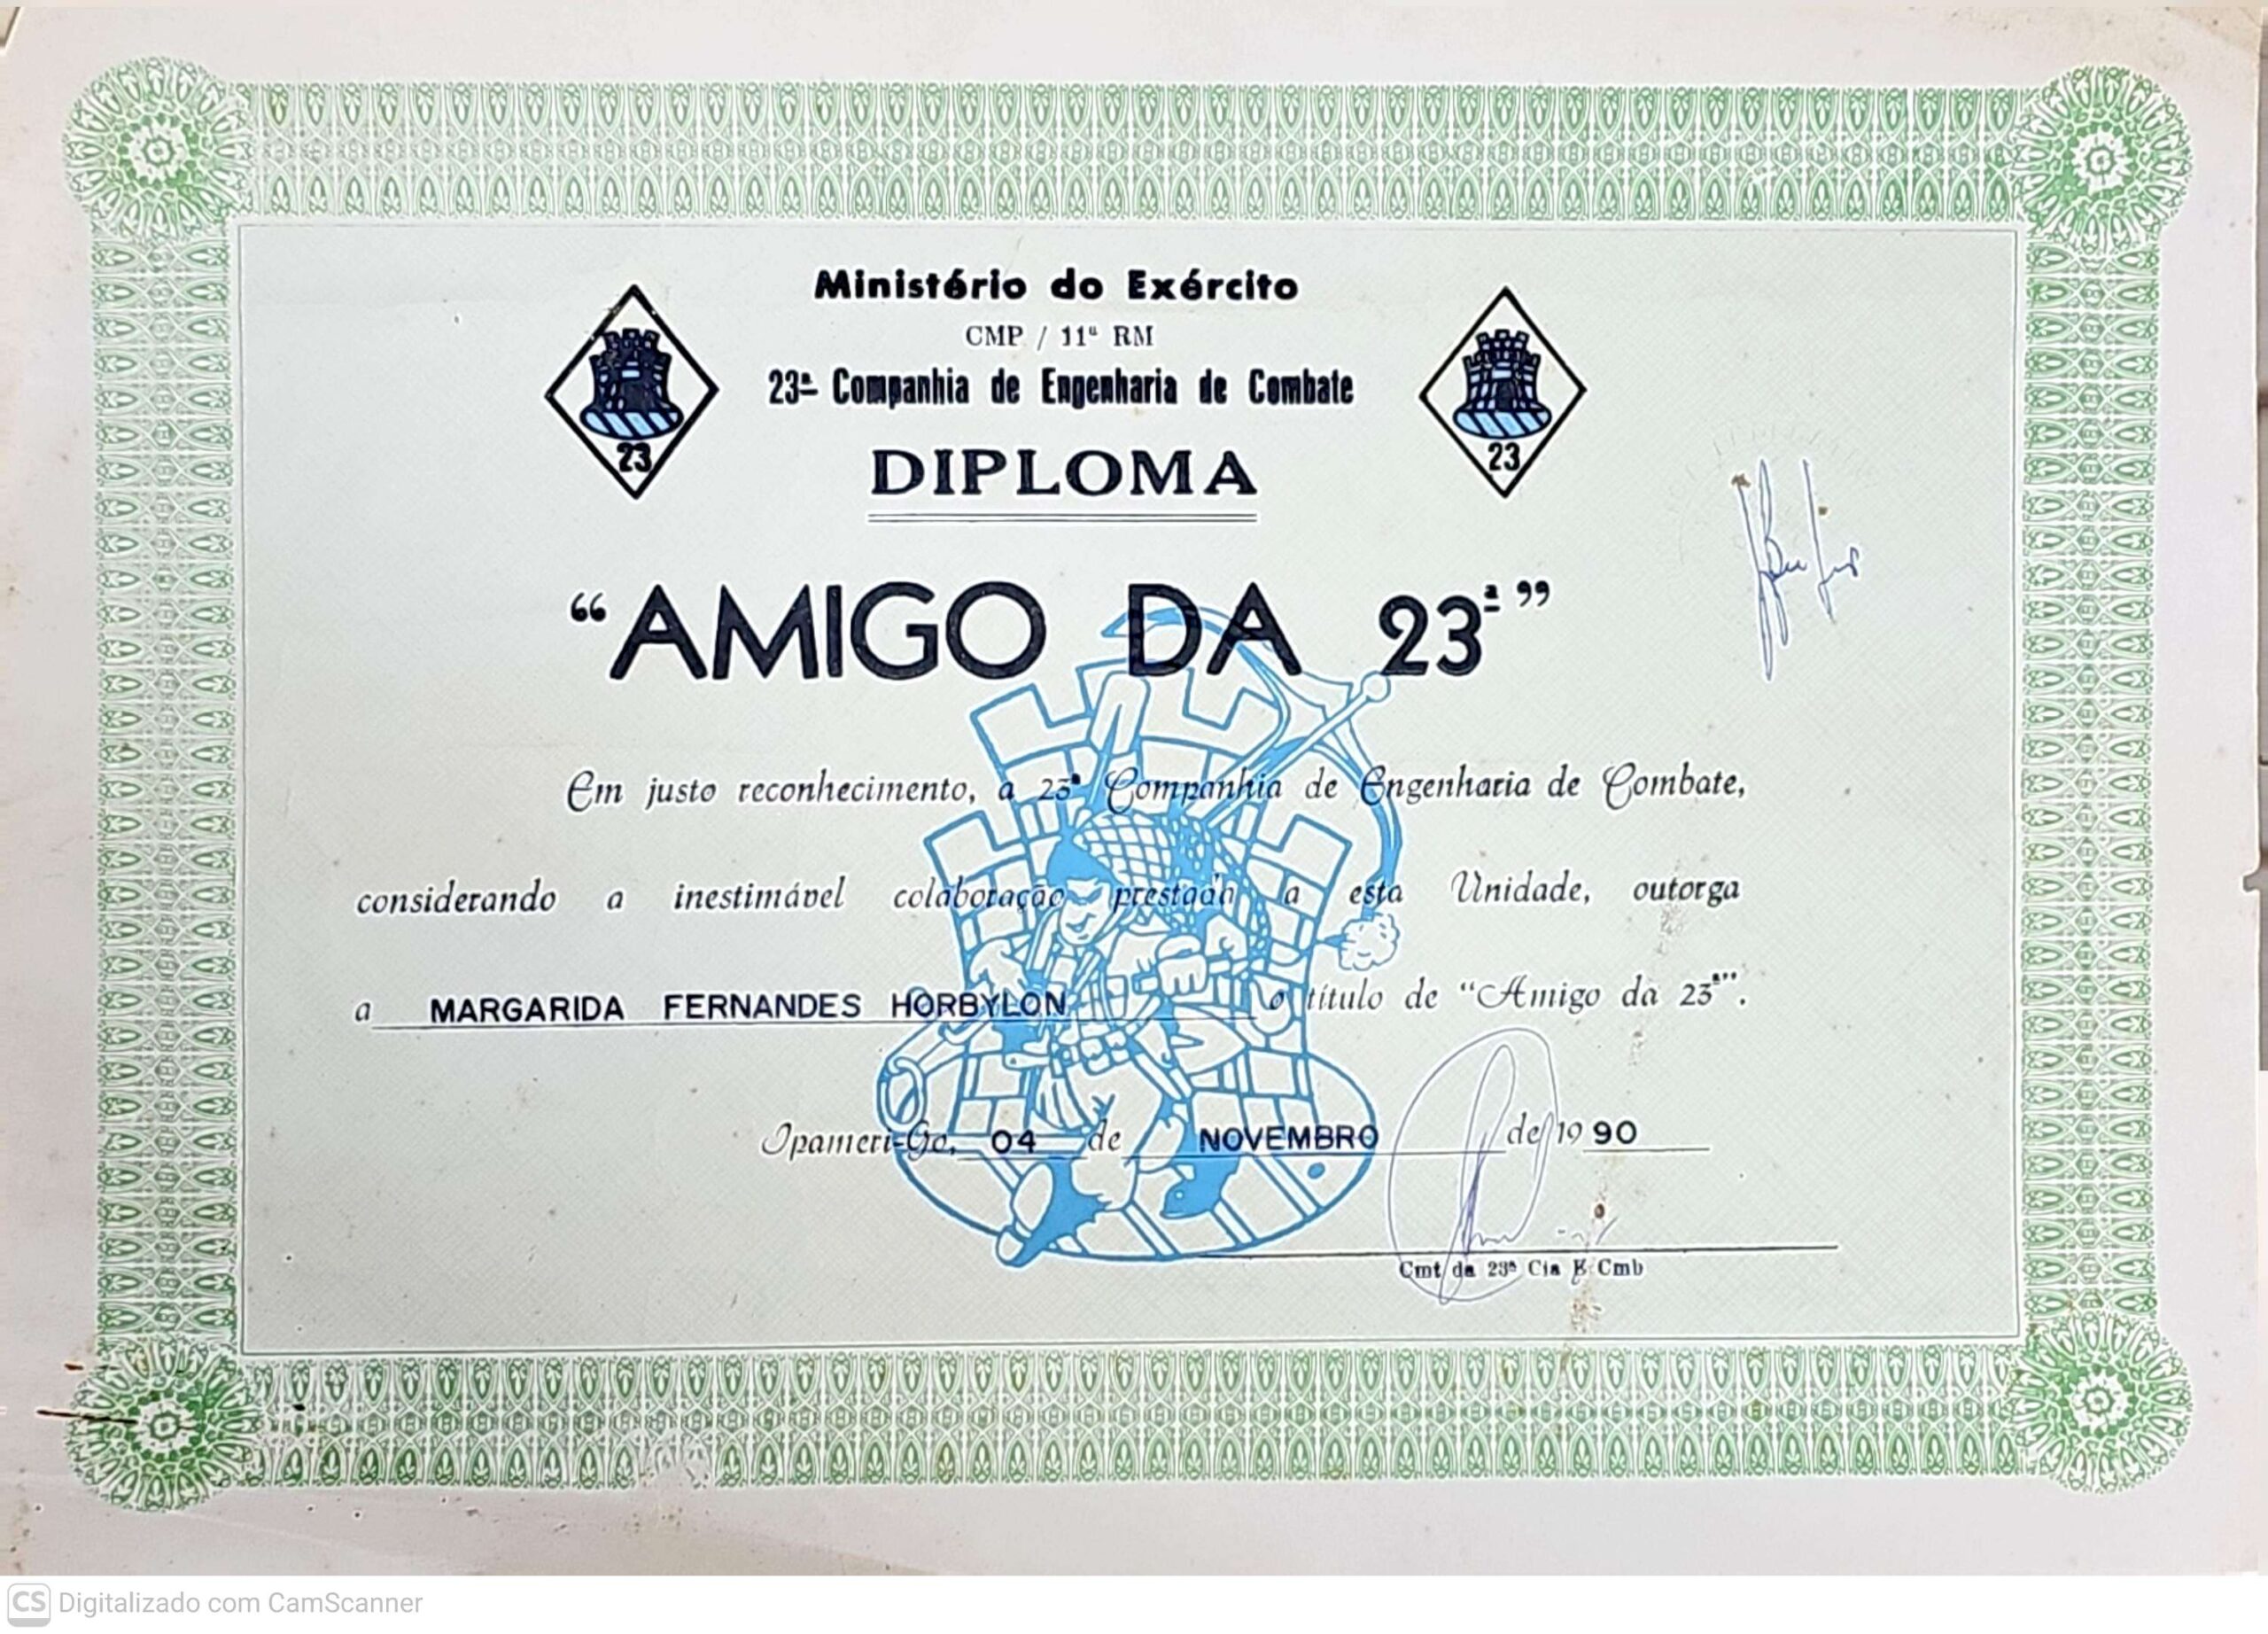 Ministério do Exército
CMP / 11ª RM
23ª Companhia de Engenharia de Combate
23
23
DIPLOMA
“AMIGO DA 23ª”
Em justo reconhecimento, a 23ª Companhia de Engenharia de Combate,
considerando a inestimável colaboração prestada a esta Unidade, outorga
a MARGARIDA FERNANDES HORBYLON o título de “Amigo da 23ª”.
Ipameri-Go, 04 de NOVEMBRO de 1990
Cmt da 23ª Cia E Cmb
CS Digitalizado com CamScanner